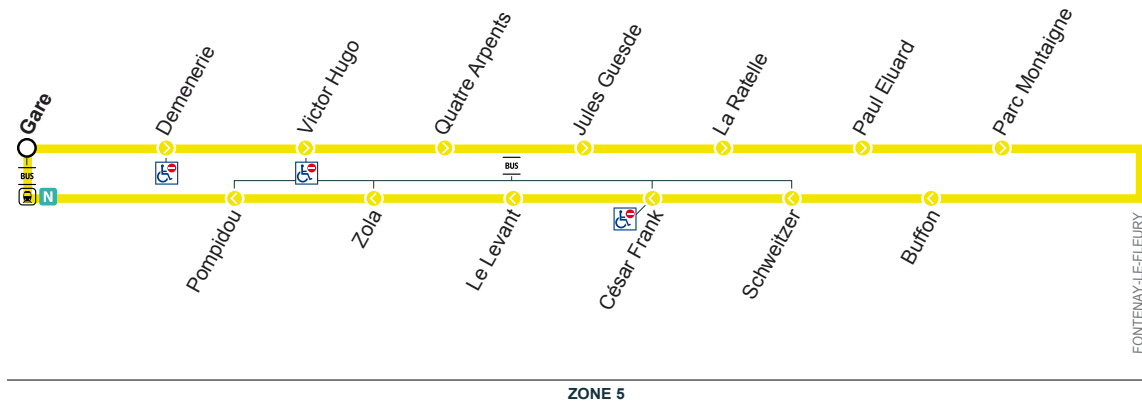 Gare
Demenerie
Victor Hugo
Quatre Arpents
Jules Guesde
La Ratelle
Paul Eluard
Parc Montaigne
BUS
BUS
N
Pompidou
Zola
Le Levant
César Frank
Schweitzer
Buffon
FONTENAY-LE-FLEURY
ZONE 5